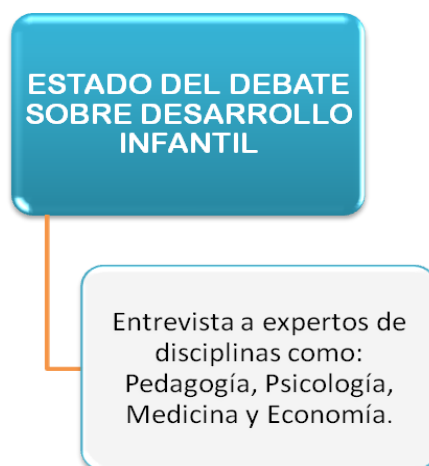 ESTADO DEL DEBATE
SOBRE DESARROLLO
INFANTIL
Entrevista a expertos de
disciplinas como:
Pedagogía, Psicología,
Medicina y Economía.